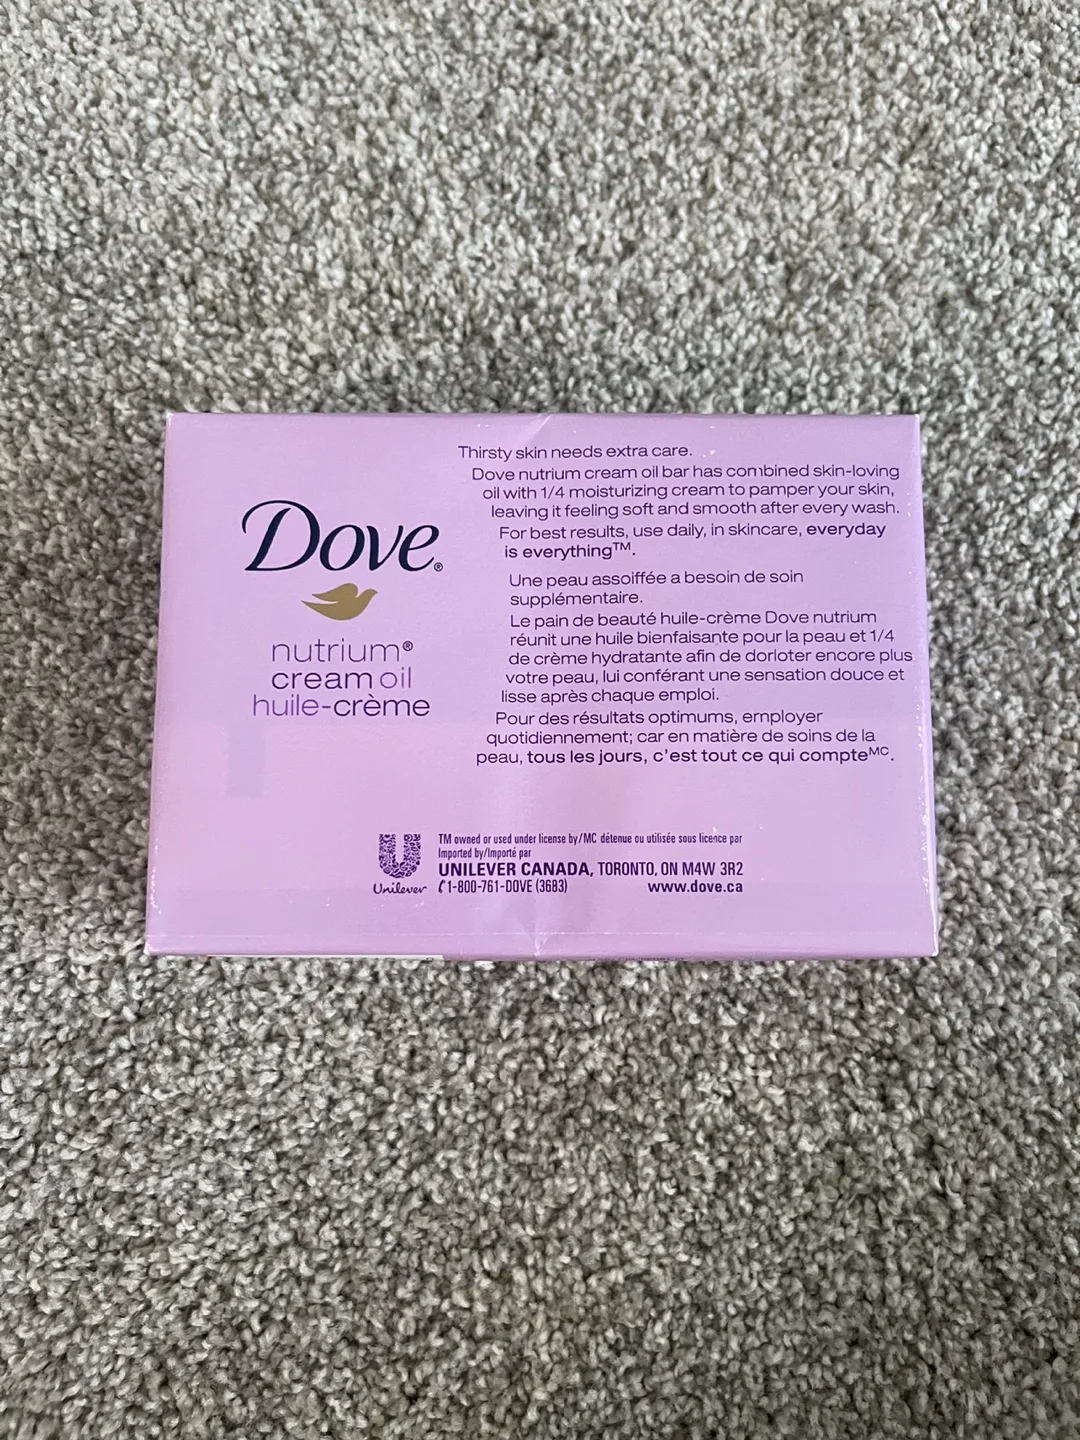 Dove®
nutrium®
cream oil
huile-crème
Thirsty skin needs extra care.
Dove nutrium cream oil bar has combined skin-loving
oil with 1/4 moisturizing cream to pamper your skin,
leaving it feeling soft and smooth after every wash.
For best results, use daily, in skincare, everyday
is everything™.
Une peau assoiffée a besoin de soin
supplémentaire.
Le pain de beauté huile-crème Dove nutrium
réunit une huile bienfaisante pour la peau et 1/4
de crème hydratante afin de dorloter encore plus
votre peau, lui conférant une sensation douce et
lisse après chaque emploi.
Pour des résultats optimums, employer
quotidiennement; car en matière de soins de la
peau, tous les jours, c'est tout ce qui compteMC.
Unilever
TM owned or used under license by/MC détenue ou utilisée sous licence par
Imported by/Importé par
UNILEVER CANADA, TORONTO, ON M4W 3R2
1-800-761-DOVE (3683) www.dove.ca